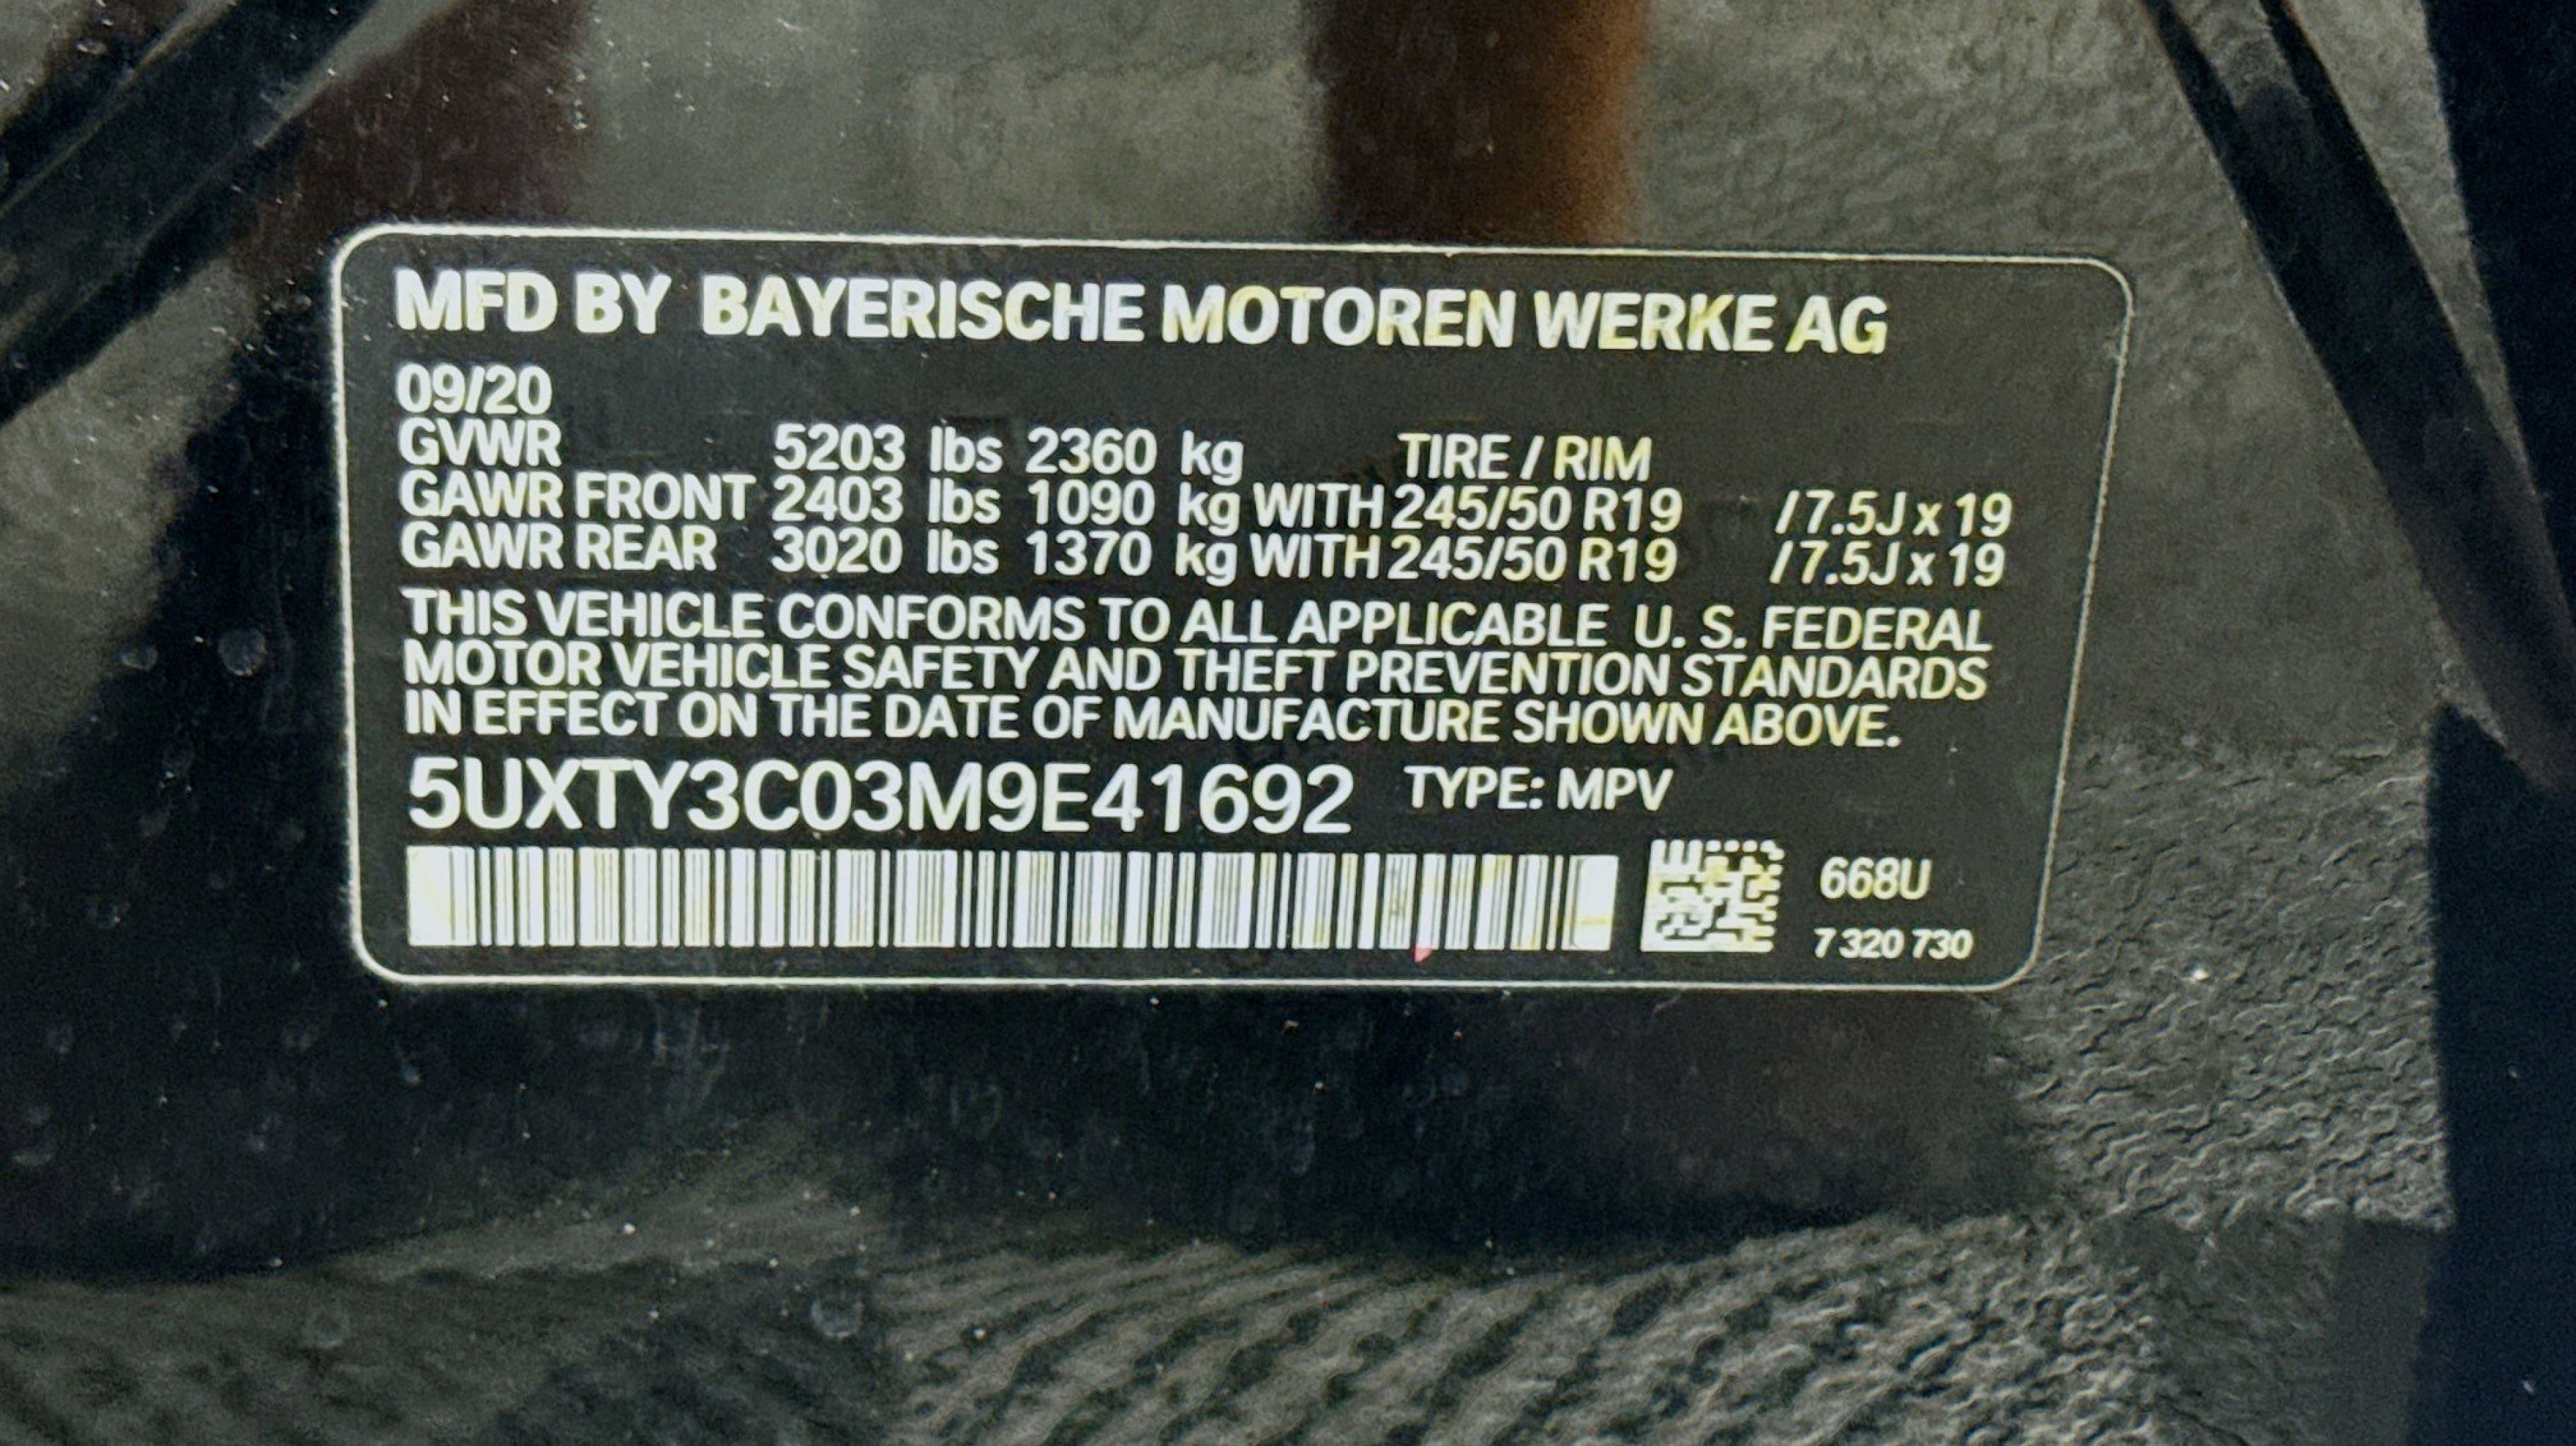 MFD BY BAYERISCHE MOTOREN WERKE AG
09/20
GVWR 5203 lbs 2360 kg TIRE / RIM
GAWR FRONT 2403 lbs 1090 kg WITH 245/50 R19 / 7.5J x 19
GAWR REAR 3020 lbs 1370 kg WITH 245/50 R19 / 7.5J x 19
THIS VEHICLE CONFORMS TO ALL APPLICABLE U. S. FEDERAL
MOTOR VEHICLE SAFETY AND THEFT PREVENTION STANDARDS
IN EFFECT ON THE DATE OF MANUFACTURE SHOWN ABOVE.
5UXTY3C03M9E41692 TYPE: MPV
668U
7 320 730